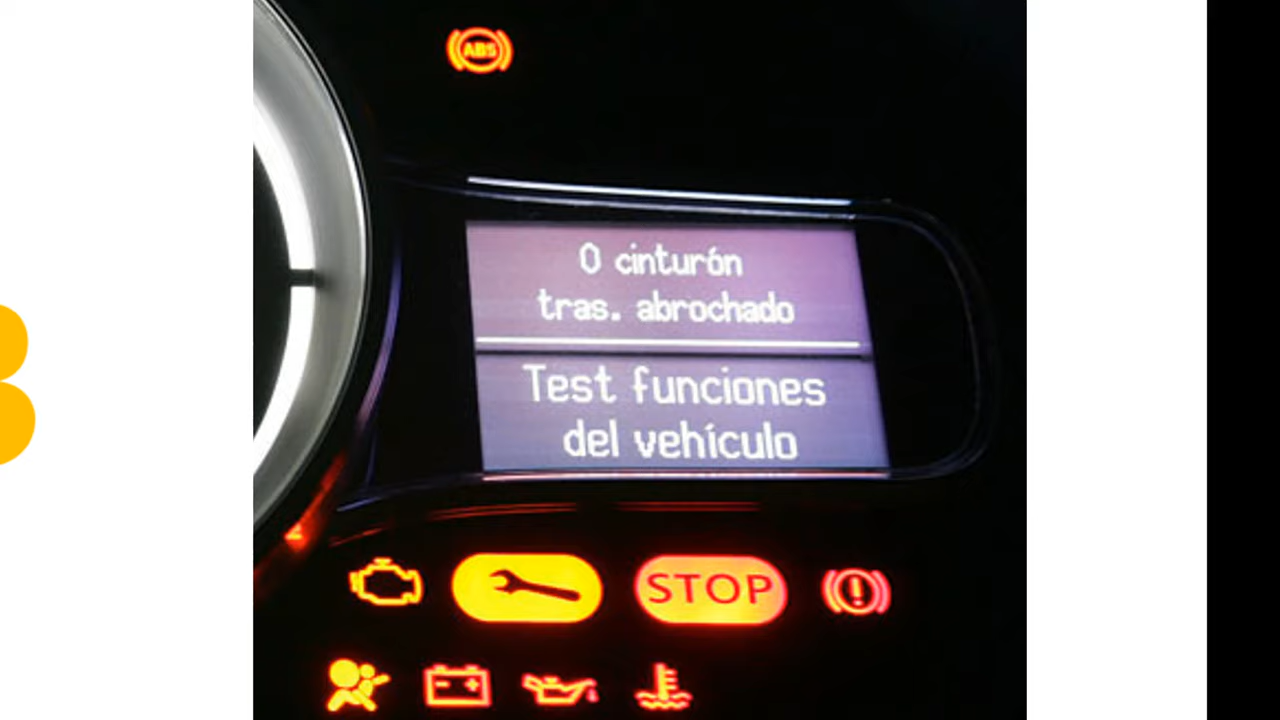 ABS
0 cinturón
tras. abrochado
Test funciones
del vehículo
STOP